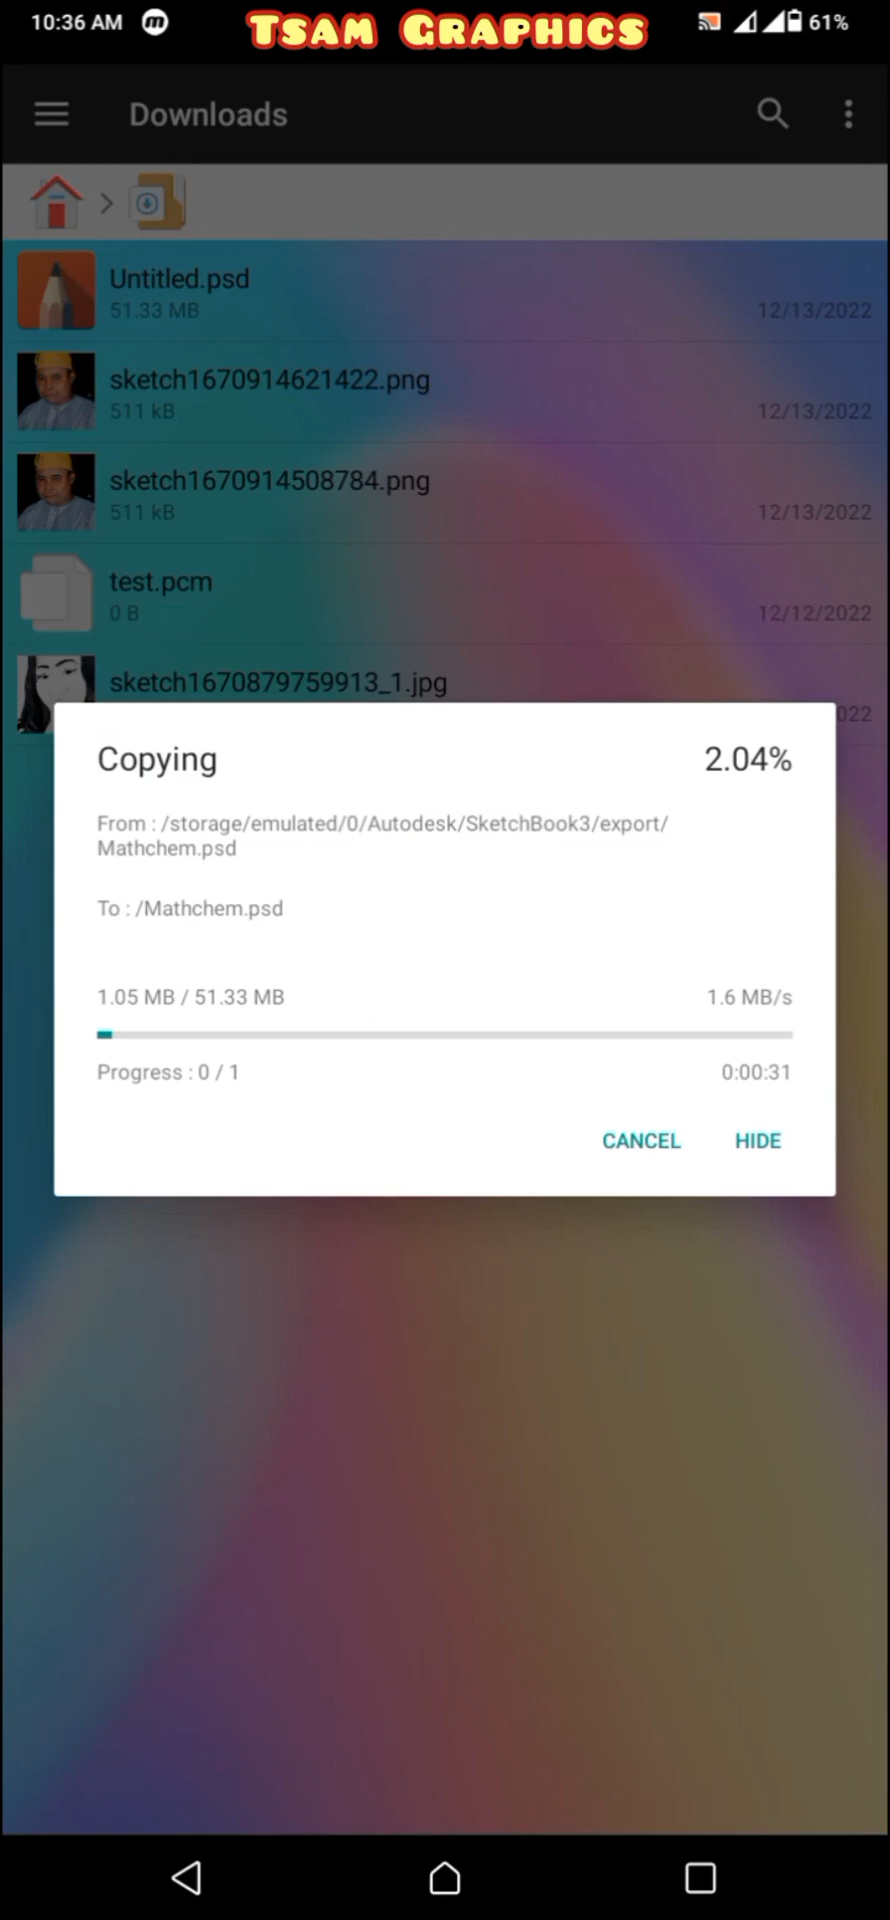 10:36 AM
TSAM GRAPHICS
61%
Downloads
Untitled.psd
51.33 MB
12/13/2022
sketch1670914621422.png
511 kB
12/13/2022
sketch1670914508784.png
511 kB
12/13/2022
test.pcm
0 B
12/12/2022
sketch1670879759913_1.jpg
022
Copying
2.04%
From : /storage/emulated/0/Autodesk/SketchBook3/export/
Mathchem.psd
To : /Mathchem.psd
1.05 MB / 51.33 MB
1.6 MB/s
Progress : 0 / 1
0:00:31
CANCEL
HIDE